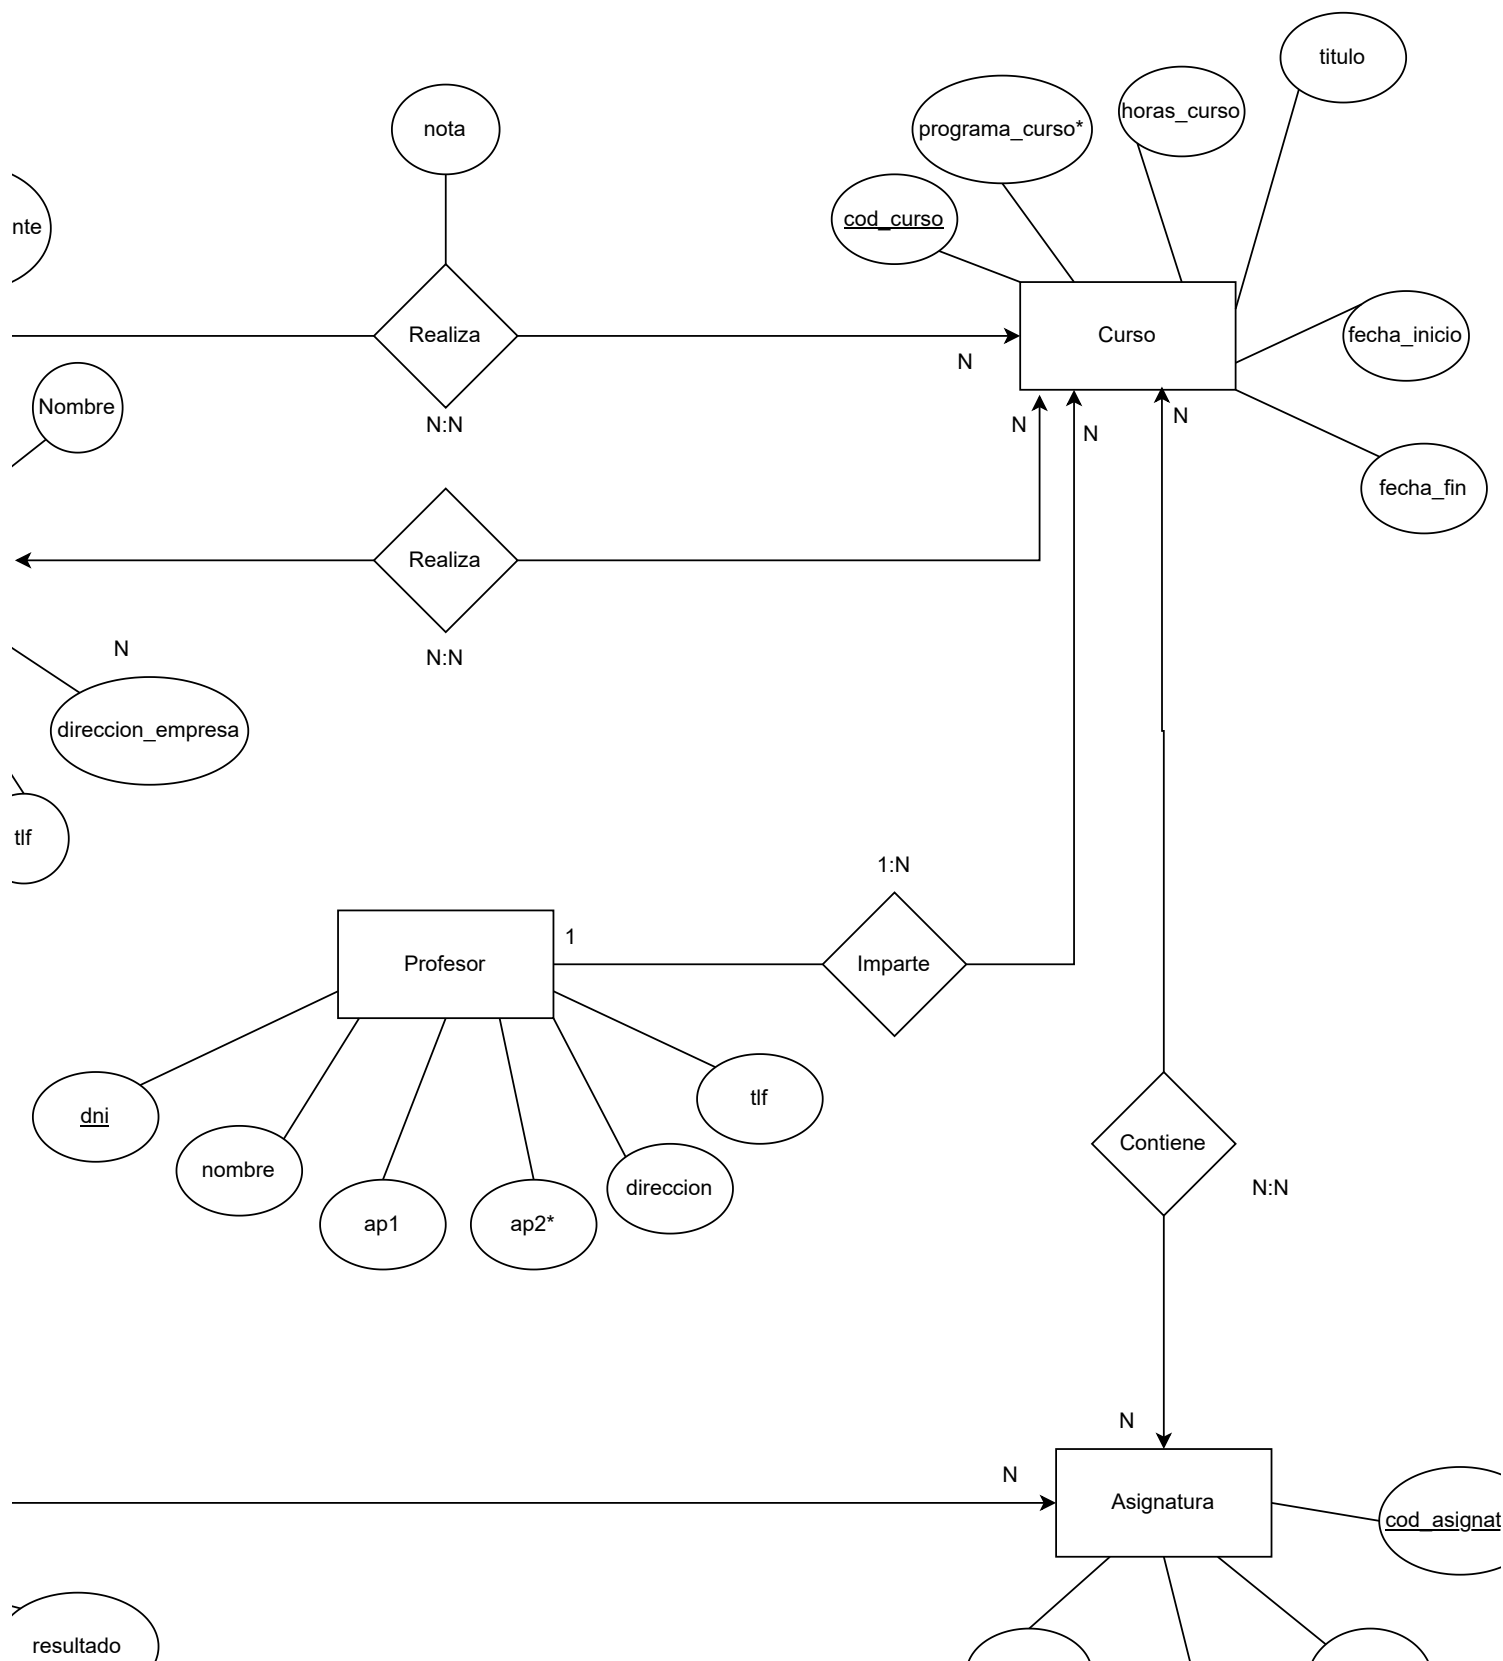 titulo
horas_curso
nota
programa_curso*
cod_curso
nte
Realiza
Curso
fecha_inicio
N
Nombre
N:N
N
N
N
fecha_fin
Realiza
N
N:N
direccion_empresa
tlf
1:N
1
Profesor
Imparte
tlf
dni
Contiene
nombre
direccion
N:N
ap1
ap2*
N
N
Asignatura
cod_asignat
resultado